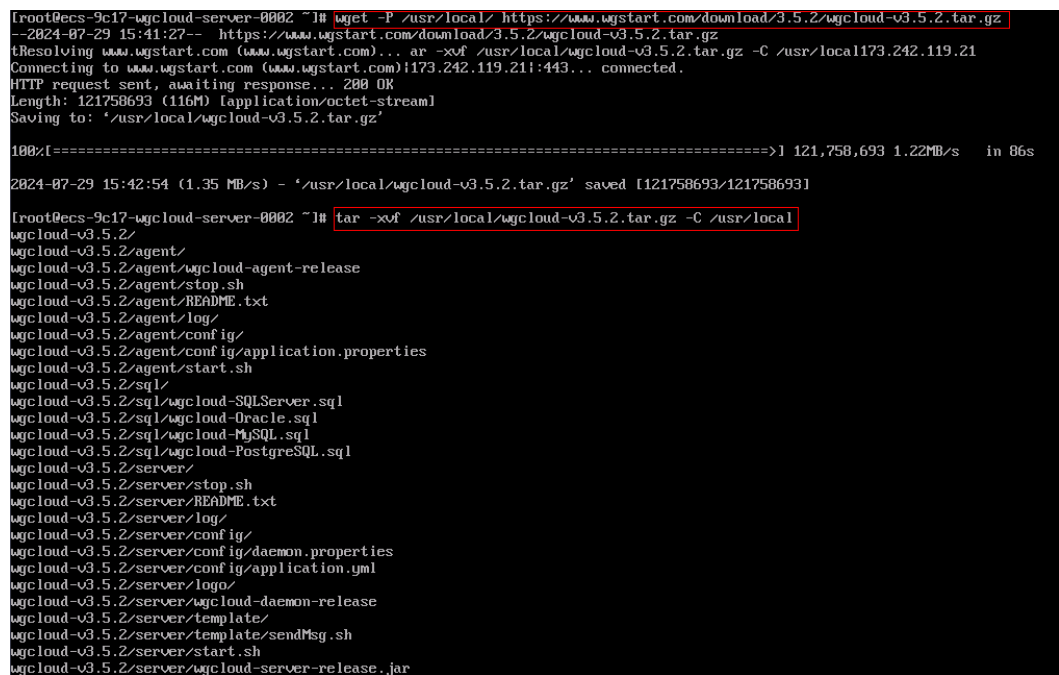 [root@ecs-9c17-wgcloud-server-0002 ~]# wget -P /usr/local/ https://www.wgstart.com/download/3.5.2/wgcloud-v3.5.2.tar.gz
--2024-07-29 15:41:27--  https://www.wgstart.com/download/3.5.2/wgcloud-v3.5.2.tar.gz
tResolving www.wgstart.com (www.wgstart.com)... ar -xvf /usr/local/wgcloud-v3.5.2.tar.gz -C /usr/local173.242.119.21
Connecting to www.wgstart.com (www.wgstart.com)|173.242.119.21|:443... connected.
HTTP request sent, awaiting response... 200 OK
Length: 121758693 (116M) [application/octet-stream]
Saving to: ‘/usr/local/wgcloud-v3.5.2.tar.gz’
100%[======================================================================================>] 121,758,693 1.22MB/s   in 86s
2024-07-29 15:42:54 (1.35 MB/s) - ‘/usr/local/wgcloud-v3.5.2.tar.gz’ saved [121758693/121758693]
[root@ecs-9c17-wgcloud-server-0002 ~]# tar -xvf /usr/local/wgcloud-v3.5.2.tar.gz -C /usr/local
wgcloud-v3.5.2/
wgcloud-v3.5.2/agent/
wgcloud-v3.5.2/agent/wgcloud-agent-release
wgcloud-v3.5.2/agent/stop.sh
wgcloud-v3.5.2/agent/README.txt
wgcloud-v3.5.2/agent/log/
wgcloud-v3.5.2/agent/config/
wgcloud-v3.5.2/agent/config/application.properties
wgcloud-v3.5.2/agent/start.sh
wgcloud-v3.5.2/sql/
wgcloud-v3.5.2/sql/wgcloud-SQLServer.sql
wgcloud-v3.5.2/sql/wgcloud-Oracle.sql
wgcloud-v3.5.2/sql/wgcloud-MySQL.sql
wgcloud-v3.5.2/sql/wgcloud-PostgreSQL.sql
wgcloud-v3.5.2/server/
wgcloud-v3.5.2/server/stop.sh
wgcloud-v3.5.2/server/README.txt
wgcloud-v3.5.2/server/log/
wgcloud-v3.5.2/server/config/
wgcloud-v3.5.2/server/config/daemon.properties
wgcloud-v3.5.2/server/config/application.yml
wgcloud-v3.5.2/server/logo/
wgcloud-v3.5.2/server/wgcloud-daemon-release
wgcloud-v3.5.2/server/template/
wgcloud-v3.5.2/server/template/sendMsg.sh
wgcloud-v3.5.2/server/start.sh
wgcloud-v3.5.2/server/wgcloud-server-release.jar